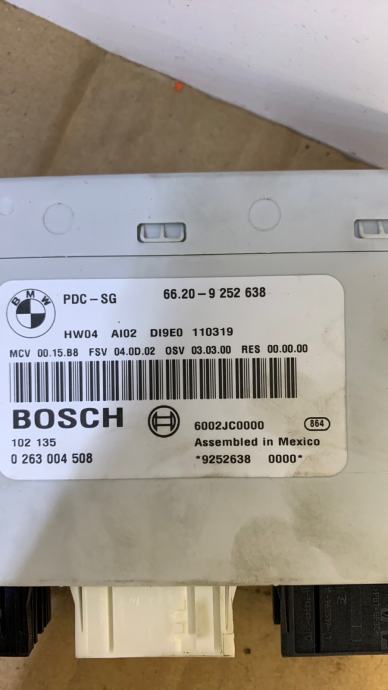 BMW
PDC-SG 66.20-9 252 638
HW04 AI02 DI9E0 110319
MCV 00.15.B8 FSV 04.0D.02 OSV 03.03.00 RES 00.00.00
BOSCH 6002JC0000 864
102 135 Assembled in Mexico
0 263 004 508 *9252638 0000*